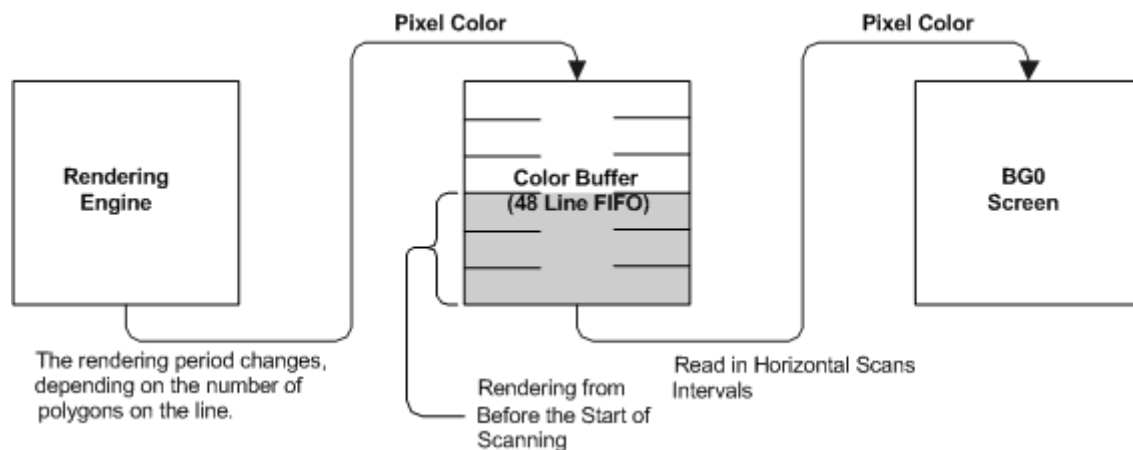 Pixel Color
Pixel Color
Rendering
Engine
Color Buffer
(48 Line FIFO)
BG0
Screen
The rendering period changes,
depending on the number of
polygons on the line.
Rendering from
Before the Start of
Scanning
Read in Horizontal Scans
Intervals